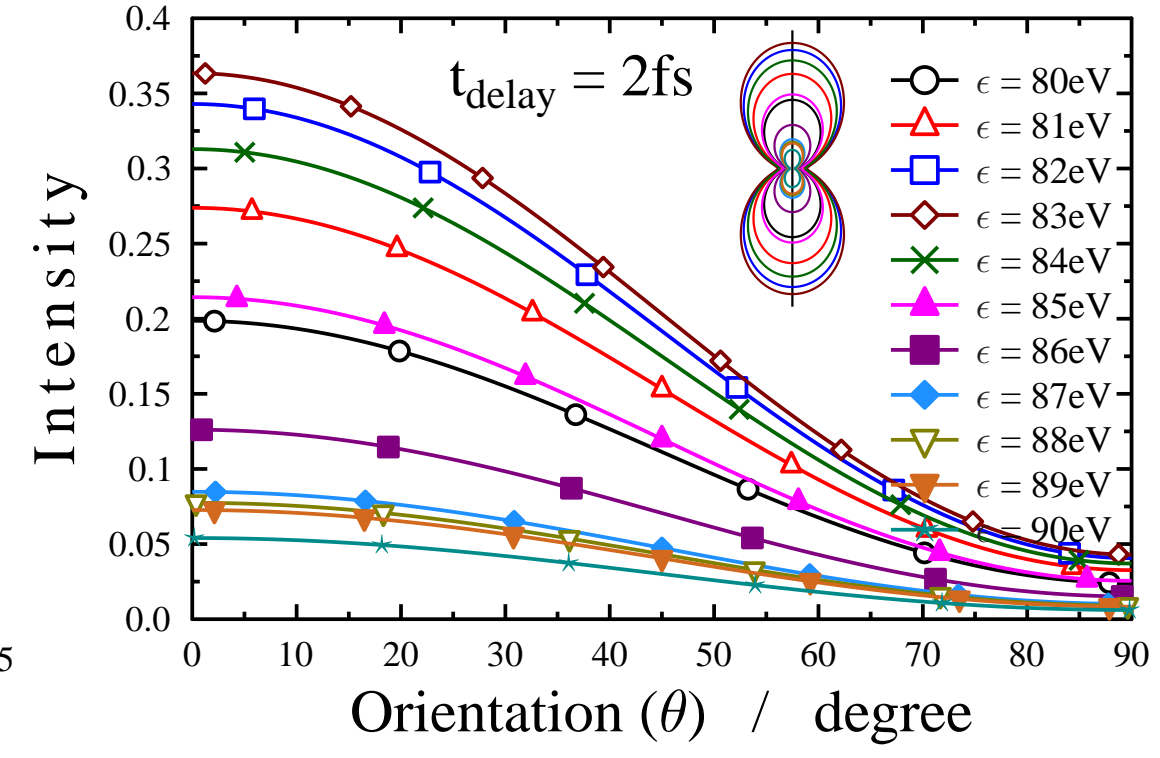 0.4
0.35
0.3
0.25
0.2
0.15
0.1
0.05
0.0
Intensity
t_delay = 2fs
ϵ = 80eV
ϵ = 81eV
ϵ = 82eV
ϵ = 83eV
ϵ = 84eV
ϵ = 85eV
ϵ = 86eV
ϵ = 87eV
ϵ = 88eV
ϵ = 89eV
ϵ = 90eV
5
0 10 20 30 40 50 60 70 80 90
Orientation (θ) / degree